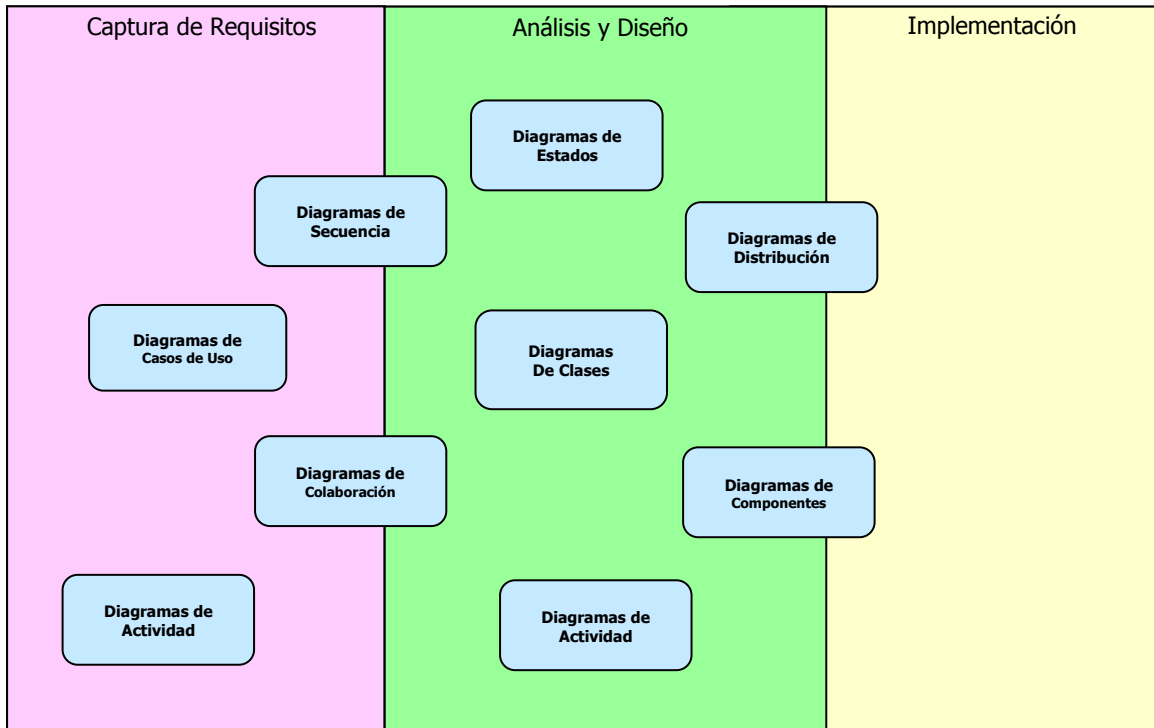 Captura de Requisitos
Análisis y Diseño
Implementación
Diagramas de
Estados
Diagramas de
Secuencia
Diagramas de
Distribución
Diagramas de
Casos de Uso
Diagramas
De Clases
Diagramas de
Colaboración
Diagramas de
Componentes
Diagramas de
Actividad
Diagramas de
Actividad